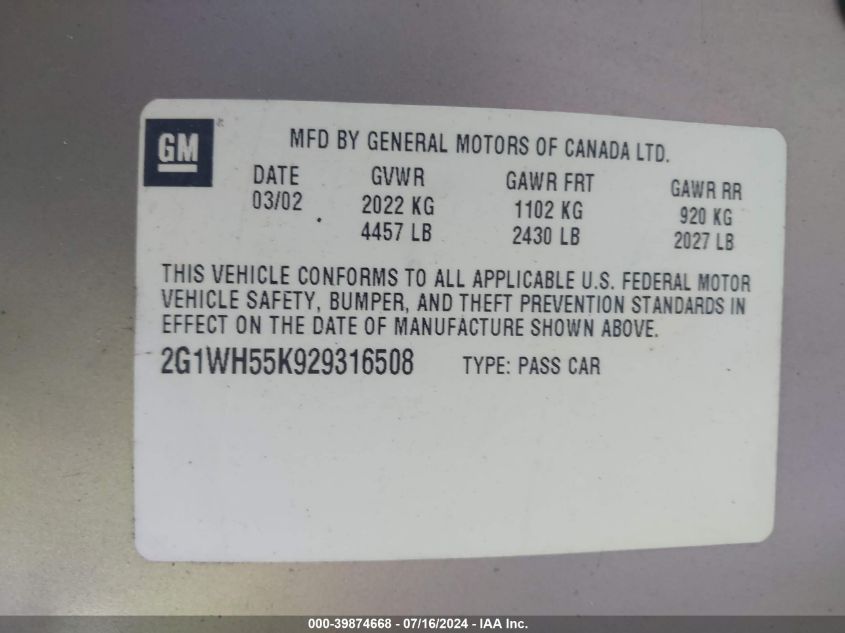 GM
MFD BY GENERAL MOTORS OF CANADA LTD.
DATE GVWR GAWR FRT GAWR RR
03/02 2022 KG 1102 KG 920 KG
4457 LB 2430 LB 2027 LB
THIS VEHICLE CONFORMS TO ALL APPLICABLE U.S. FEDERAL MOTOR
VEHICLE SAFETY, BUMPER, AND THEFT PREVENTION STANDARDS IN
EFFECT ON THE DATE OF MANUFACTURE SHOWN ABOVE.
2G1WH55K929316508 TYPE: PASS CAR
000-39874668 - 07/16/2024 - IAA Inc.